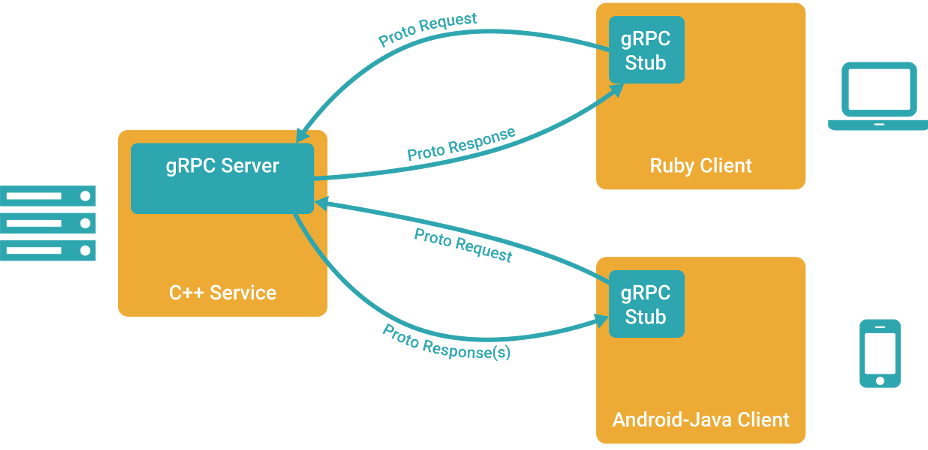 Proto Request
gRPC
Stub
Proto Response
Ruby Client
gRPC Server
C++ Service
Proto Request
gRPC
Stub
Proto Response(s)
Android-Java Client